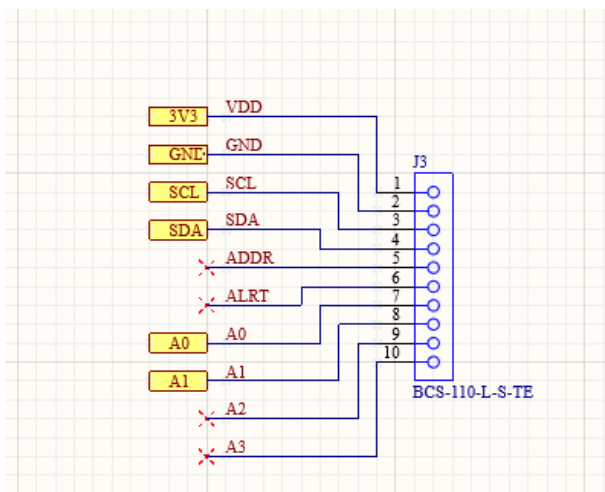 3V3 VDD
GND GND
SCL SCL
SDA SDA
ADDR
ALRT
A0 A0
A1 A1
A2
A3
J3
1
2
3
4
5
6
7
8
9
10
BCS-110-L-S-TE